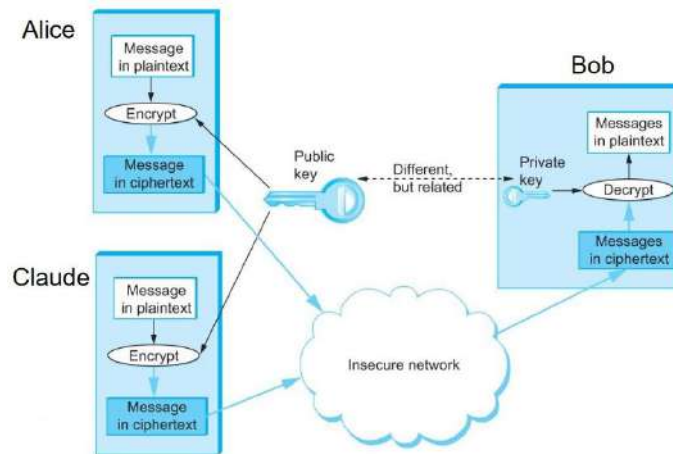 Alice
Message
in plaintext
Encrypt
Message
in ciphertext
Public
key
Different,
but related
Bob
Messages
in plaintext
Private
key
Decrypt
Messages
in ciphertext
Claude
Message
in plaintext
Encrypt
Message
in ciphertext
Insecure network